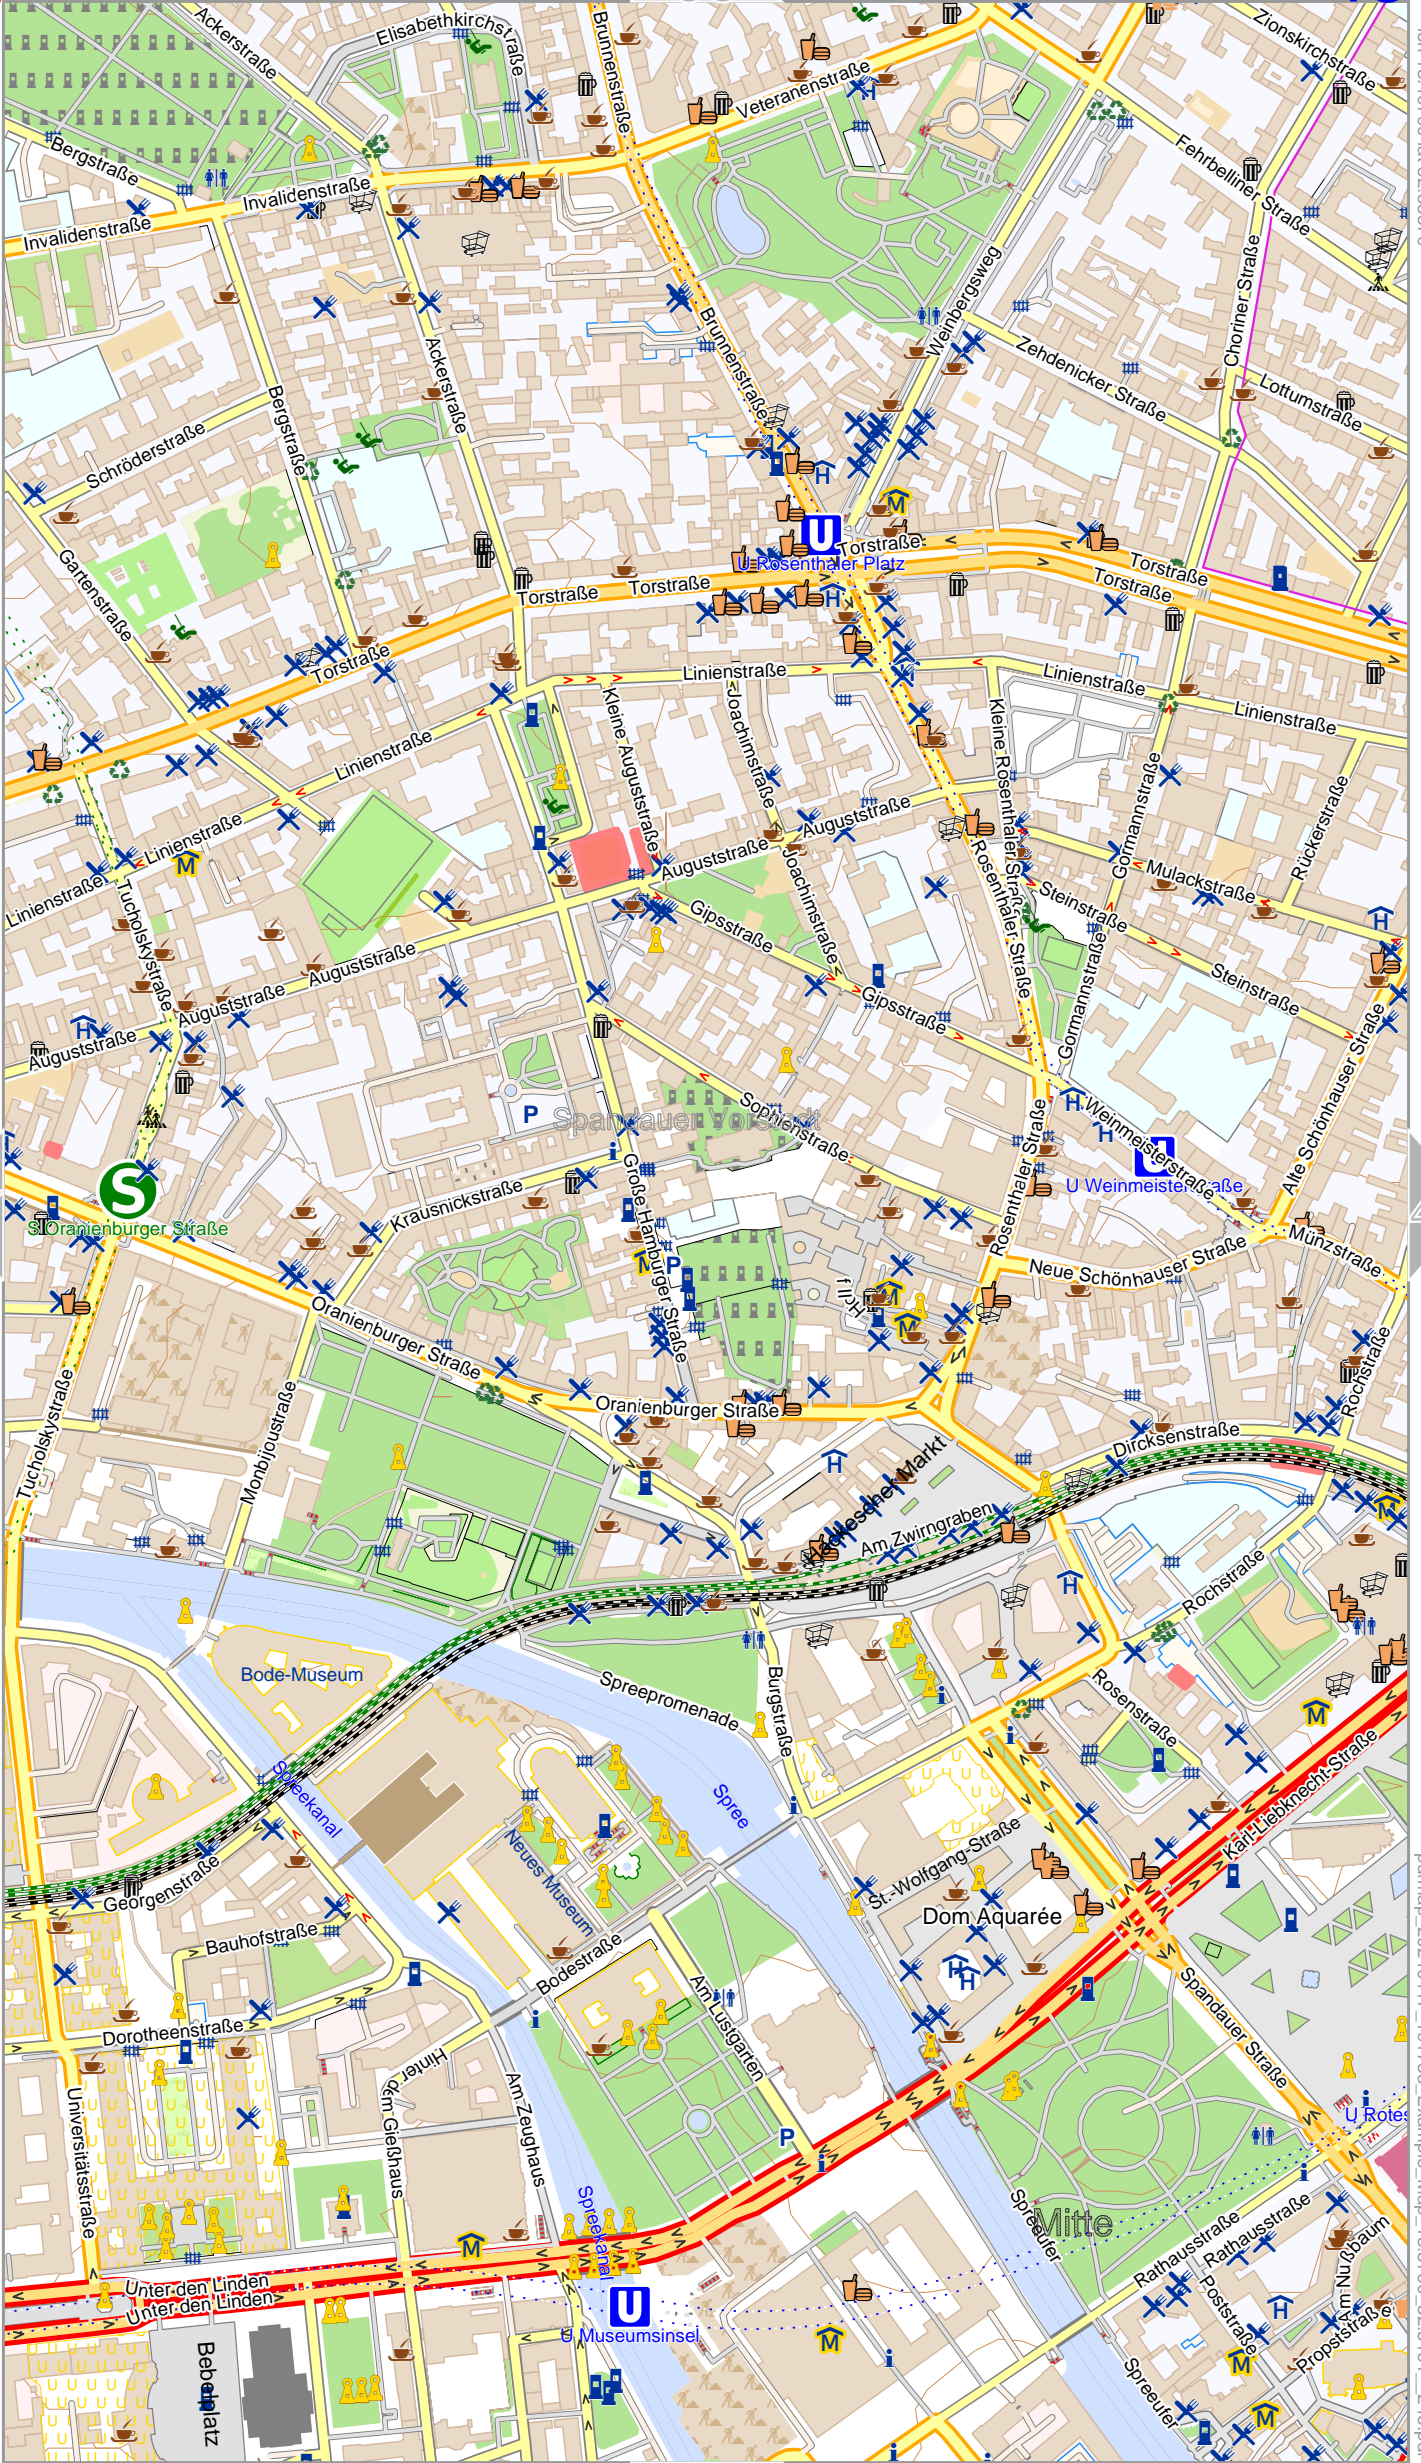 Ackerstraße
Elisabethkirchstraße
Brunnenstraße
Veteranenstraße
Zionskirchstraße
Bergstraße
Invalidenstraße
Invalidenstraße
Fehrbelliner Straße
Weinbergsweg
Choriner Straße
Brunnenstraße
Zehdenicker Straße
Lottumstraße
Ackerstraße
Bergstraße
Schröderstraße
Gartenstraße
Torstraße
U Rosenthaler Platz
Torstraße
Torstraße
Torstraße
Torstraße
Torstraße
Linienstraße
Linienstraße
Linienstraße
Linienstraße
Linienstraße
Linienstraße
Kleine Auguststraße
Joachimstraße
Kleine Rosenthaler Straße
Gormannstraße
Rückerstraße
Auguststraße
Auguststraße
Mulackstraße
Steinstraße
Steinstraße
Tucholskystraße
Gipsstraße
Joachimstraße
Rosenthaler Straße
Auguststraße
Auguststraße
Auguststraße
Gipsstraße
Gormannstraße
Alte Schönhauser Straße
P
Spandauer Vorstadt
Sophienstraße
Weinmeisterstraße
U Weinmeisterstraße
S
S Oranienburger Straße
Krausnickstraße
Große Hamburger Straße
P
Hof I
Rosenthaler Straße
Neue Schönhauser Straße
Münzstraße
Oranienburger Straße
Oranienburger Straße
Tucholskystraße
Monbijoustraße
Rochstraße
Dircksenstraße
Hackescher Markt
Am Zwirngraben
Rochstraße
Bode-Museum
Spreepromenade
Burgstraße
Rosenstraße
Spreekanal
Spree
Karl-Liebknecht-Straße
Neues Museum
St.-Wolfgang-Straße
Georgenstraße
Dom Aquarée
Bauhofstraße
Bodestraße
Am Lustgarten
Spandauer Straße
Dorotheenstraße
Hinter dem Gießhaus
Am Zeughaus
Universitätsstraße
P
U Rotes
Spreekanal
Spreeufer
Mitte
Rathausstraße
Rathausstraße
Unter den Linden
Unter den Linden
U Museumsinsel
Poststraße
Am Nußbaum
Propststraße
Bebelplatz
Spreeufer